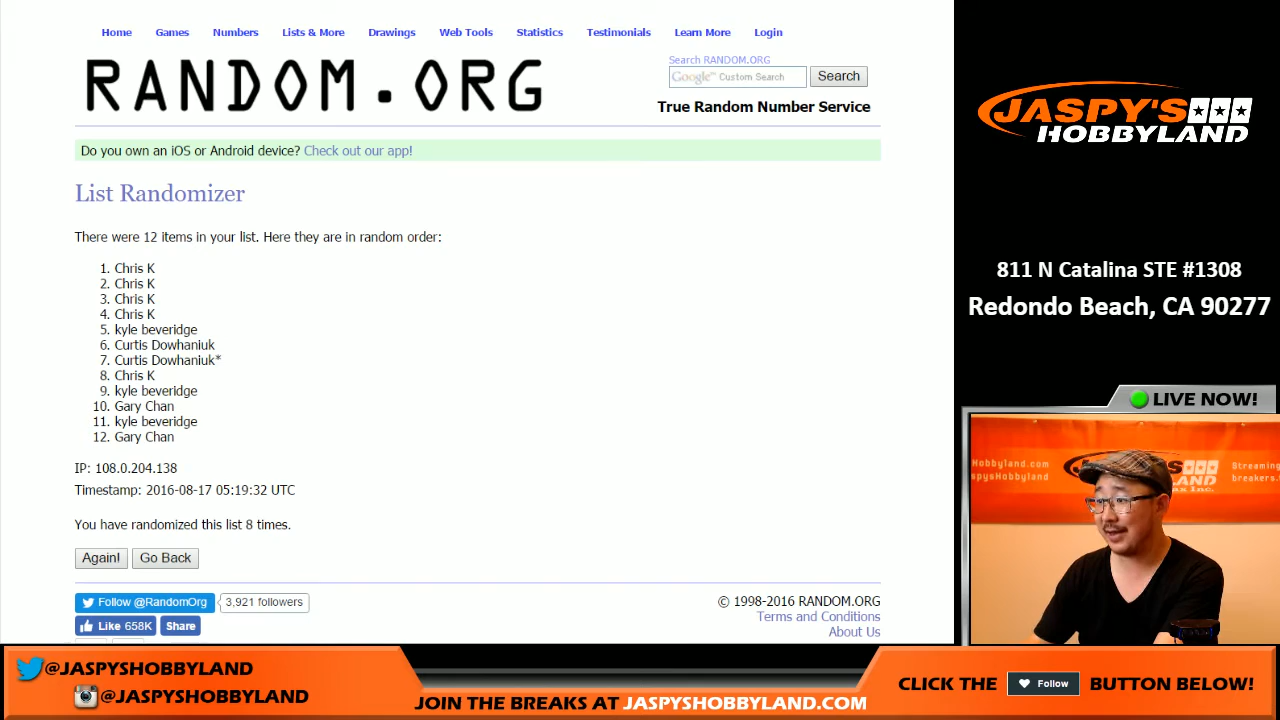 Home Games Numbers Lists & More Drawings Web Tools Statistics Testimonials Learn More Login
RANDOM.ORG
Search RANDOM.ORG
Google™ Custom Search Search
True Random Number Service
Do you own an iOS or Android device? Check out our app!
List Randomizer
There were 12 items in your list. Here they are in random order:
1. Chris K
2. Chris K
3. Chris K
4. Chris K
5. kyle beveridge
6. Curtis Dowhaniuk
7. Curtis Dowhaniuk*
8. Chris K
9. kyle beveridge
10. Gary Chan
11. kyle beveridge
12. Gary Chan
IP: 108.0.204.138
Timestamp: 2016-08-17 05:19:32 UTC
You have randomized this list 8 times.
Again! Go Back
Follow @RandomOrg 3,921 followers
Like 658K Share
© 1998-2016 RANDOM.ORG
Terms and Conditions
About Us
JASPY'S
HOBBYLAND
811 N Catalina STE #1308
Redondo Beach, CA 90277
LIVE NOW!
Hobbyland.com
Streaming
breakers.
@JASPYSHOBBYLAND
@JASPYSHOBBYLAND
JOIN THE BREAKS AT JASPYSHOBBYLAND.COM
CLICK THE Follow BUTTON BELOW!